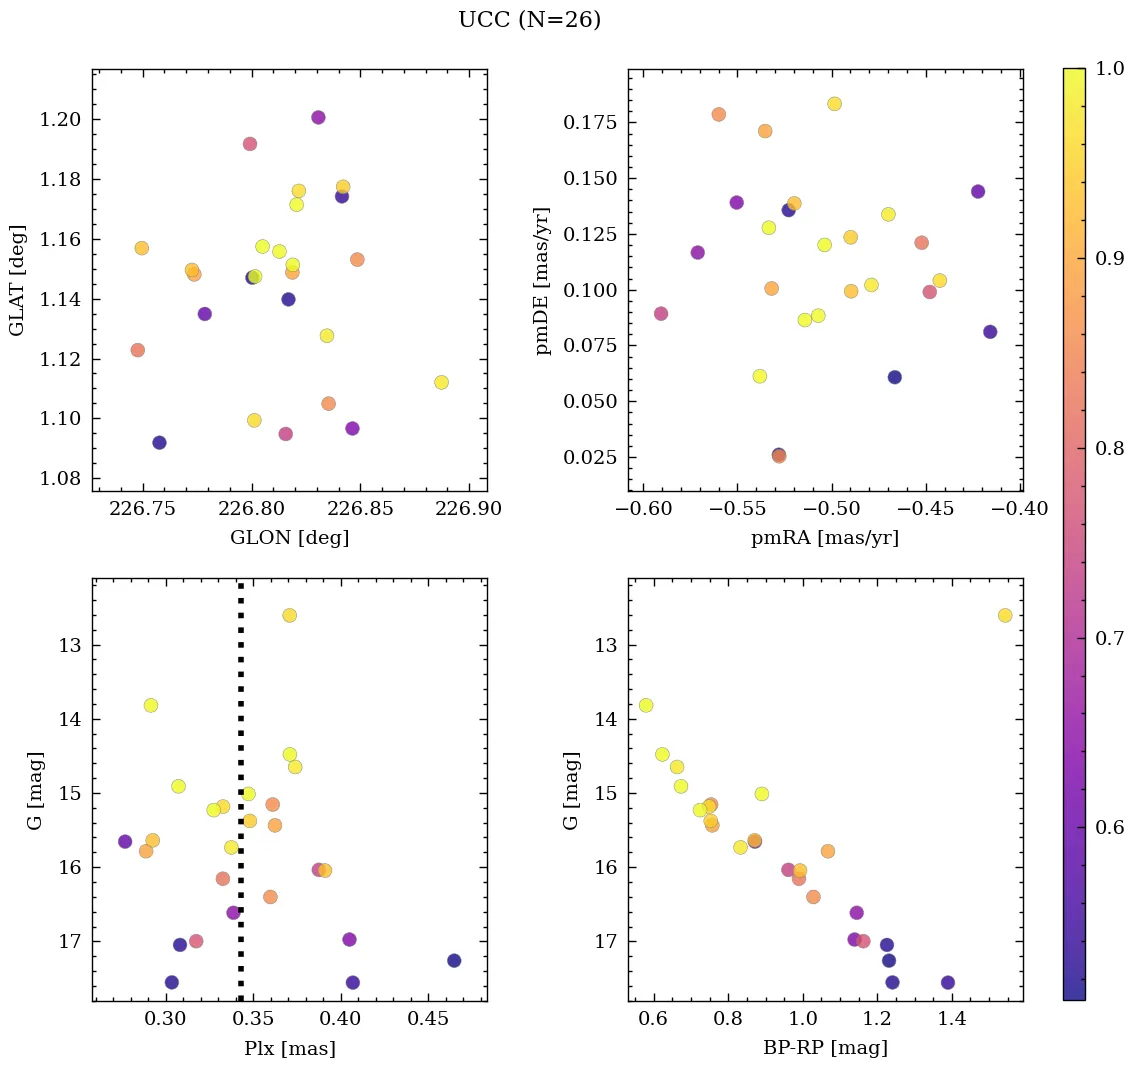 UCC (N=26)
1.20
1.18
1.16
1.14
1.12
1.10
1.08
GLAT [deg]
226.75 226.80 226.85 226.90
GLON [deg]
0.175
0.150
0.125
0.100
0.075
0.050
0.025
pmDE [mas/yr]
−0.60 −0.55 −0.50 −0.45 −0.40
pmRA [mas/yr]
1.0
0.9
0.8
0.7
0.6
13
14
15
16
17
G [mag]
0.30 0.35 0.40 0.45
Plx [mas]
13
14
15
16
17
G [mag]
0.6 0.8 1.0 1.2 1.4
BP-RP [mag]